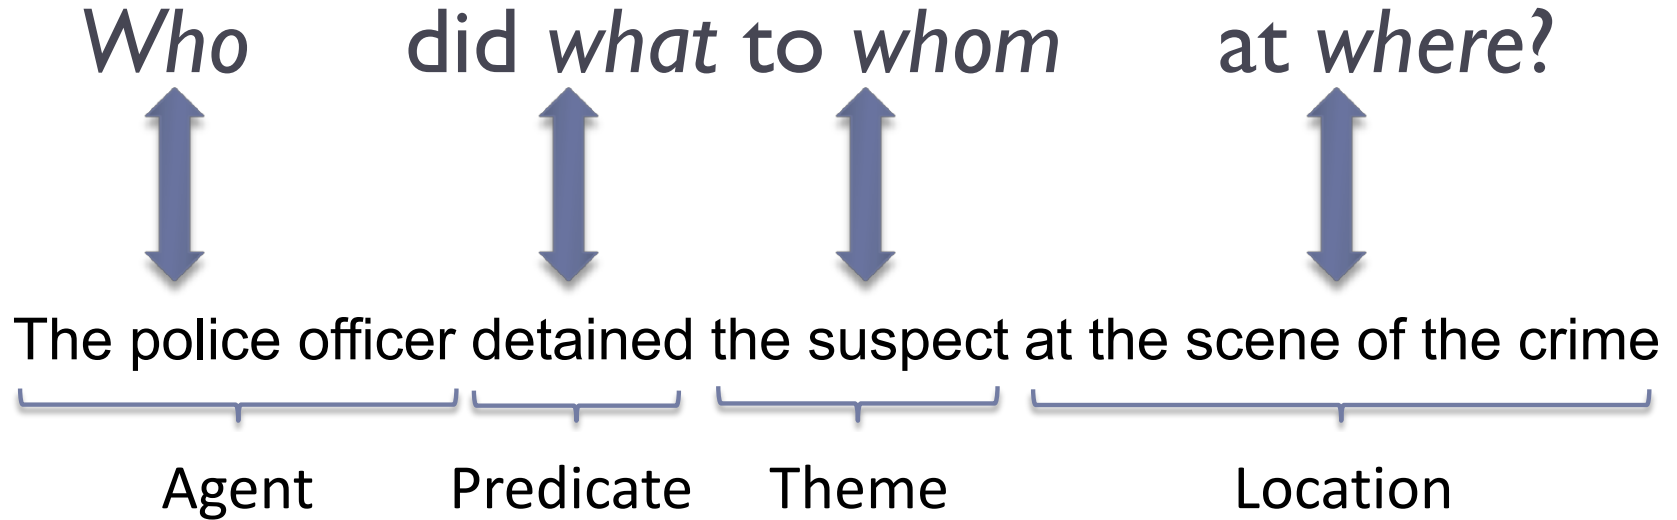 Who did what to whom at where?
The police officer detained the suspect at the scene of the crime
Agent Predicate Theme Location